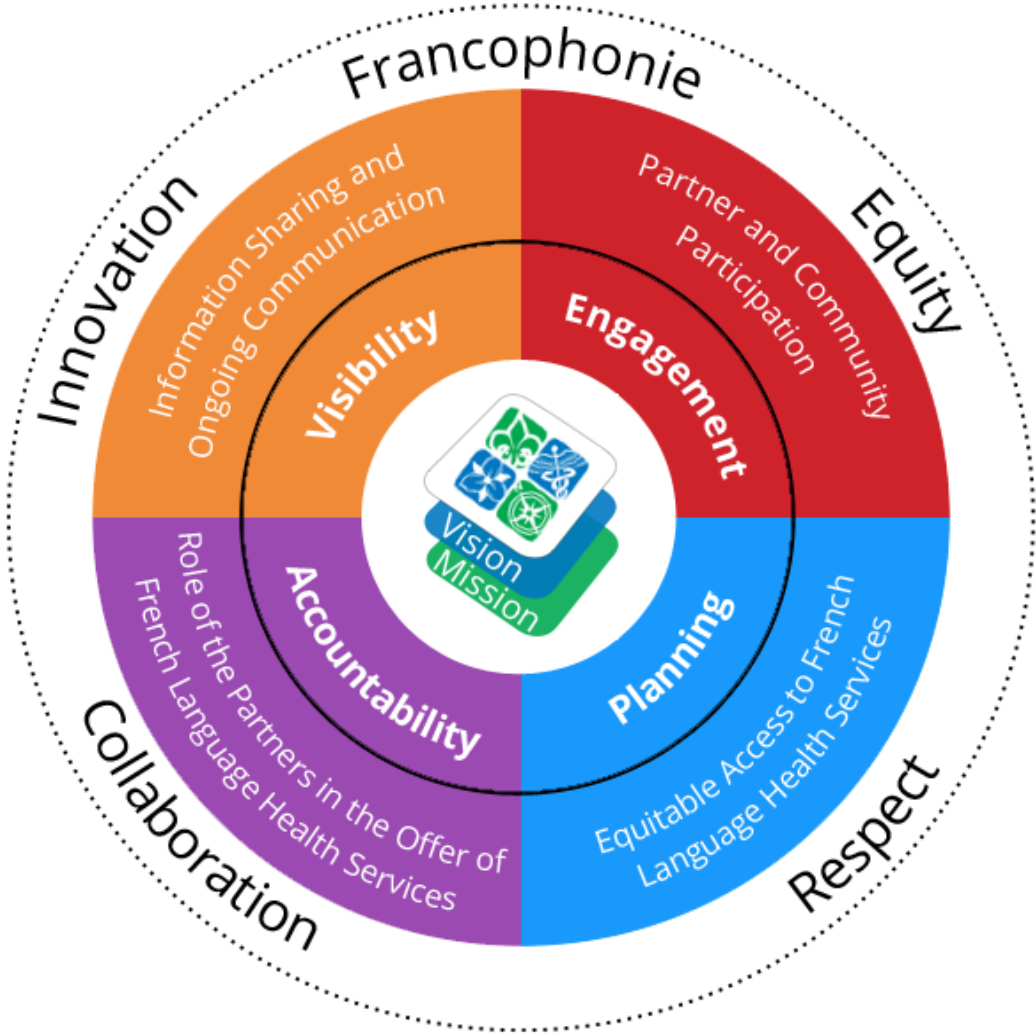 Francophonie
Equity
Respect
Collaboration
Innovation
Information Sharing and
Ongoing Communication
Visibility
Partner and Community
Participation
Engagement
Role of the Partners in the Offer of
French Language Health Services
Accountability
Equitable Access to French
Language Health Services
Planning
Vision
Mission